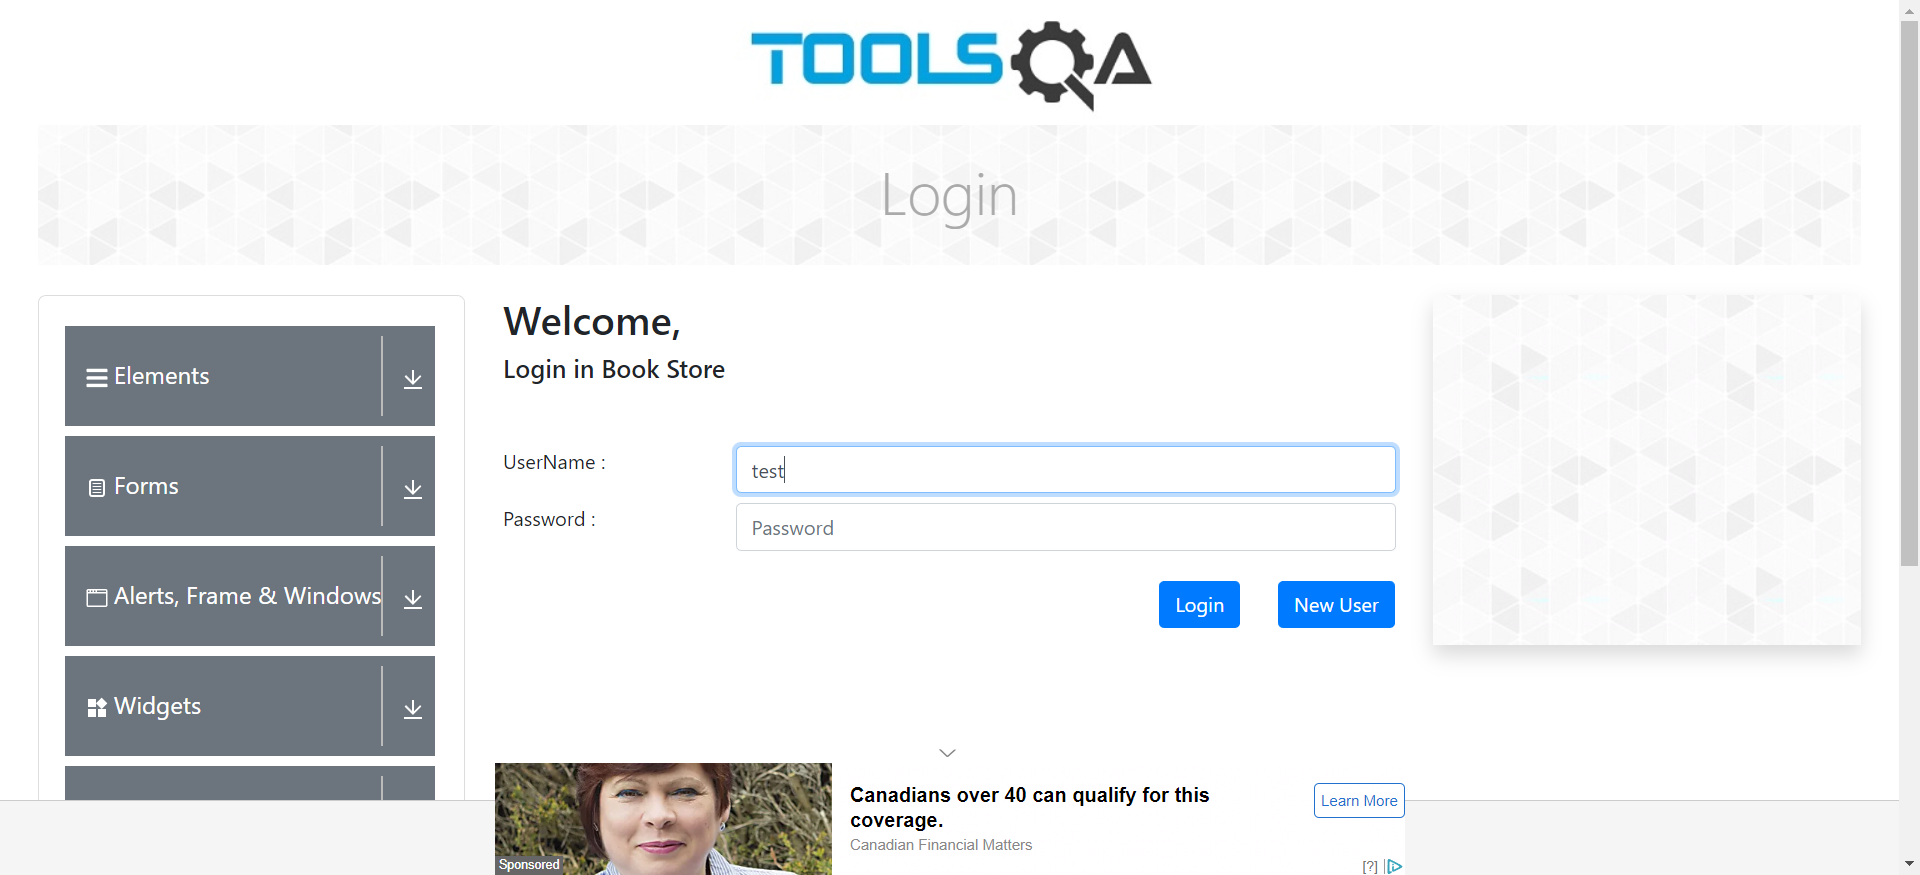 TOOLSQA
Login
Elements
Forms
Alerts, Frame & Windows
Widgets
Welcome,
Login in Book Store
UserName :
test
Password :
Password
Login
New User
Sponsored
Canadians over 40 can qualify for this
coverage.
Canadian Financial Matters
Learn More
[?]